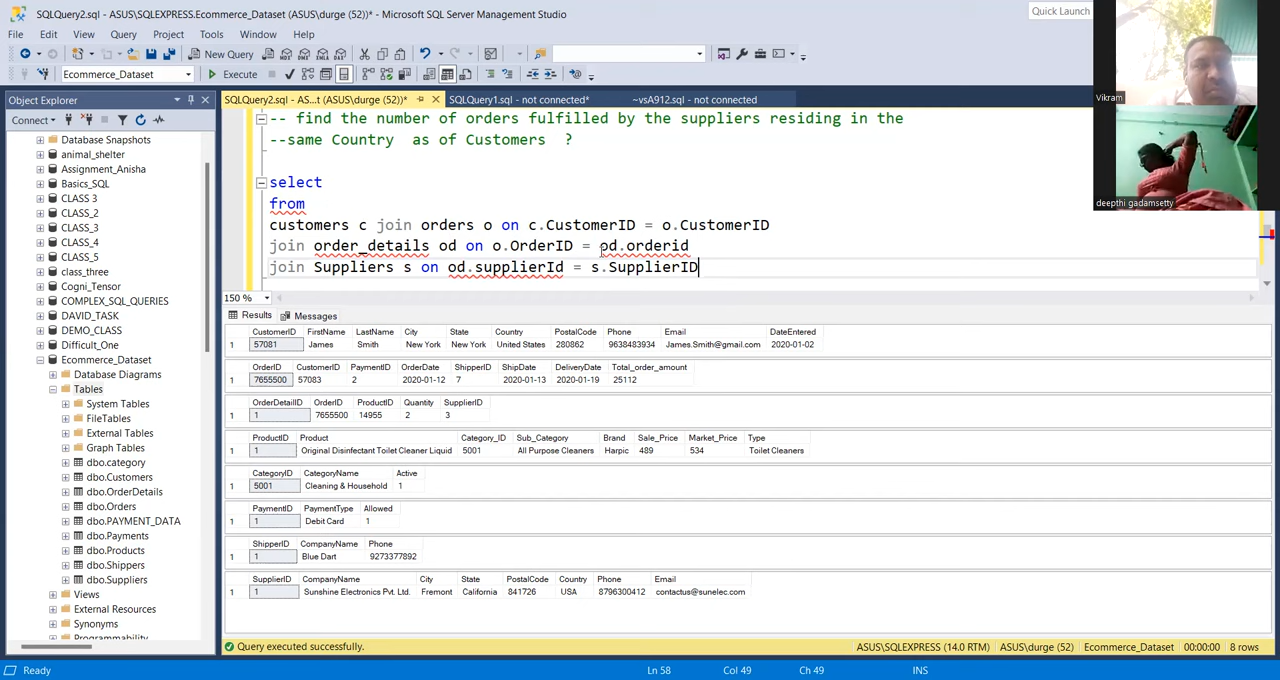 SQLQuery2.sql - ASUS\SQLEXPRESS.Ecommerce_Dataset (ASUS\durge (52))* - Microsoft SQL Server Management Studio
Quick Launch
File Edit View Query Project Tools Window Help
New Query
Ecommerce_Dataset Execute
Vikram
deepthi gadamsetty
Object Explorer
Connect
Database Snapshots
animal_shelter
Assignment_Anisha
Basics_SQL
CLASS 3
CLASS_2
CLASS_3
CLASS_4
CLASS_5
class_three
Cogni_Tensor
COMPLEX_SQL_QUERIES
DAVID_TASK
DEMO_CLASS
Difficult_One
Ecommerce_Dataset
Database Diagrams
Tables
System Tables
FileTables
External Tables
Graph Tables
dbo.category
dbo.Customers
dbo.OrderDetails
dbo.Orders
dbo.PAYMENT_DATA
dbo.Payments
dbo.Products
dbo.Shippers
dbo.Suppliers
Views
External Resources
Synonyms
Programmability
SQLQuery2.sql - AS...t (ASUS\durge (52))* SQLQuery1.sql - not connected* ~vsA912.sql - not connected
-- find the number of orders fulfilled by the suppliers residing in the
--same Country as of Customers ?
select
from
customers c join orders o on c.CustomerID = o.CustomerID
join order_details od on o.OrderID = od.orderid
join Suppliers s on od.supplierId = s.SupplierID
150 %
Results Messages
CustomerID FirstName LastName City State Country PostalCode Phone Email DateEntered
1 57081 James Smith New York New York United States 280862 9638483934 James.Smith@gmail.com 2020-01-02
OrderID CustomerID PaymentID OrderDate ShipperID ShipDate DeliveryDate Total_order_amount
1 7655500 57083 2 2020-01-12 7 2020-01-13 2020-01-19 25112
OrderDetailID OrderID ProductID Quantity SupplierID
1 1 7655500 14955 2 3
ProductID Product Category_ID Sub_Category Brand Sale_Price Market_Price Type
1 1 Original Disinfectant Toilet Cleaner Liquid 5001 All Purpose Cleaners Harpic 489 534 Toilet Cleaners
CategoryID CategoryName Active
1 5001 Cleaning & Household 1
PaymentID PaymentType Allowed
1 1 Debit Card 1
ShipperID CompanyName Phone
1 1 Blue Dart 9273377892
SupplierID CompanyName City State PostalCode Country Phone Email
1 1 Sunshine Electronics Pvt. Ltd. Fremont California 841726 USA 8796300412 contactus@sunelec.com
Query executed successfully. ASUS\SQLEXPRESS (14.0 RTM) ASUS\durge (52) Ecommerce_Dataset 00:00:00 8 rows
Ready Ln 58 Col 49 Ch 49 INS